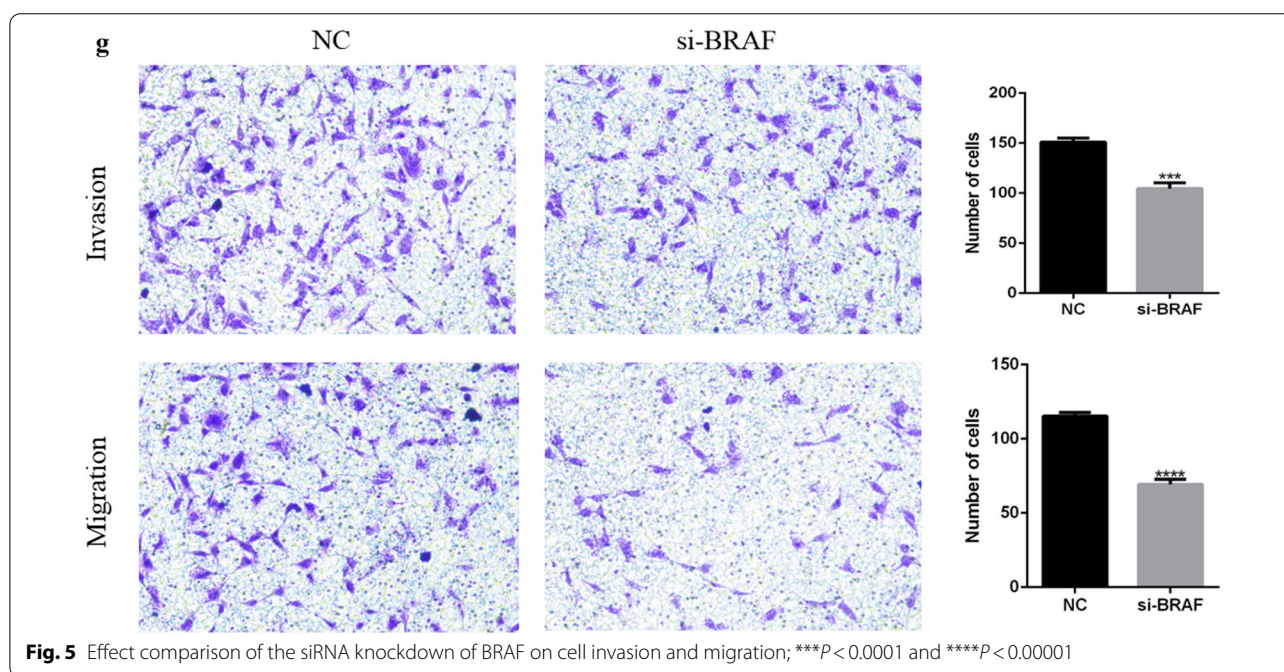 g
NC
si-BRAF
Invasion
Number of cells
200
150
100
50
0
***
NC
si-BRAF
Migration
Number of cells
150
100
50
0
****
NC
si-BRAF
Fig. 5 Effect comparison of the siRNA knockdown of BRAF on cell invasion and migration; ***P < 0.0001 and ****P < 0.00001